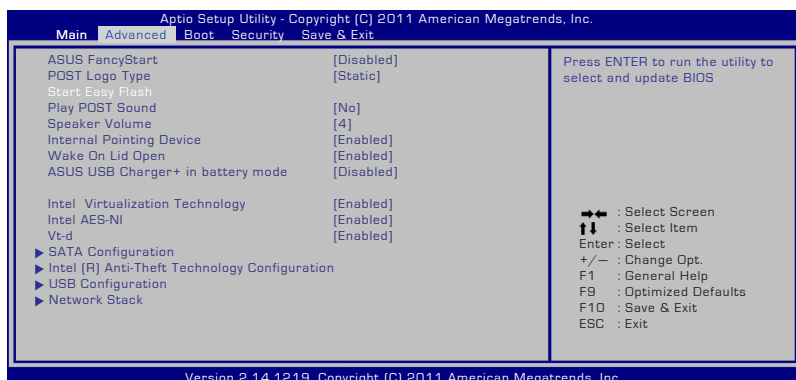 Aptio Setup Utility - Copyright (C) 2011 American Megatrends, Inc.
Main Advanced Boot Security Save & Exit
ASUS FancyStart [Disabled]
POST Logo Type [Static]
Start Easy Flash
Play POST Sound [No]
Speaker Volume [4]
Internal Pointing Device [Enabled]
Wake On Lid Open [Enabled]
ASUS USB Charger+ in battery mode [Disabled]
Intel Virtualization Technology [Enabled]
Intel AES-NI [Enabled]
Vt-d [Enabled]
SATA Configuration
Intel (R) Anti-Theft Technology Configuration
USB Configuration
Network Stack
Press ENTER to run the utility to
select and update BIOS
→← : Select Screen
↑↓ : Select Item
Enter : Select
+/— : Change Opt.
F1 : General Help
F9 : Optimized Defaults
F10 : Save & Exit
ESC : Exit
Version 2.14.1219. Copyright (C) 2011 American Megatrends, Inc.